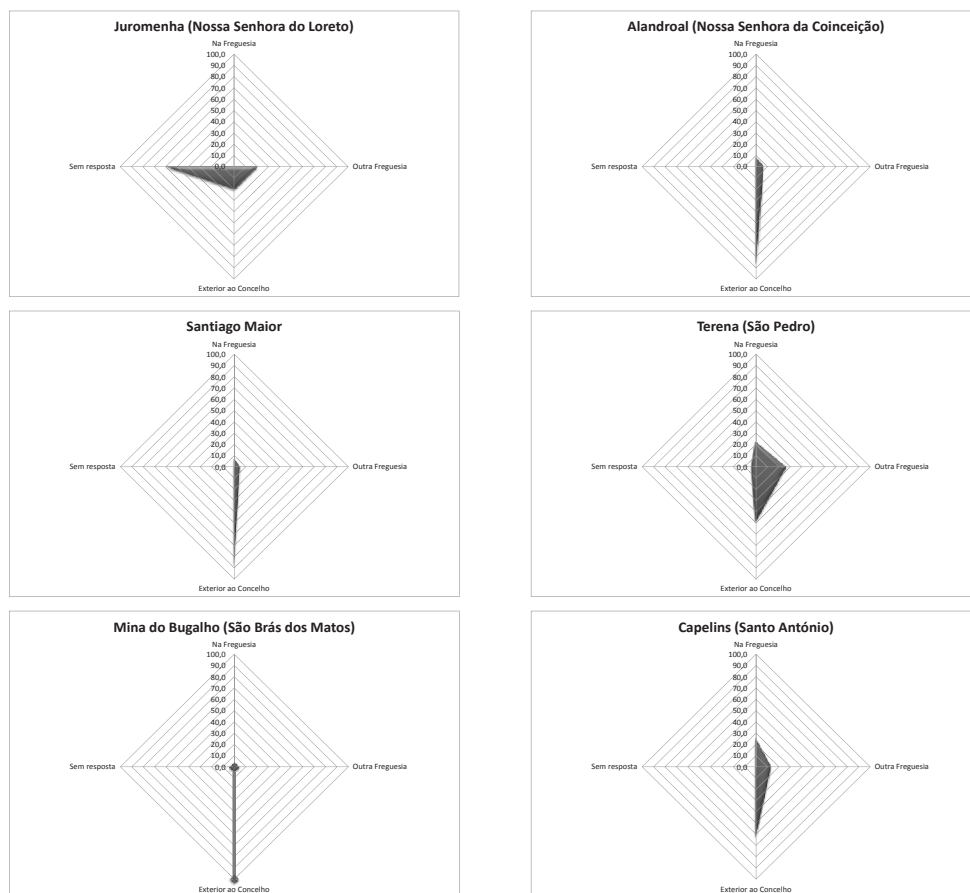 Juromenha (Nossa Senhora do Loreto)
Na Freguesia
100,0
90,0
80,0
70,0
60,0
50,0
40,0
30,0
20,0
10,0
Sem resposta 0,0 Outra Freguesia
Exterior ao Concelho
Alandroal (Nossa Senhora da Coinceição)
Na Freguesia
100,0
90,0
80,0
70,0
60,0
50,0
40,0
30,0
20,0
10,0
Sem resposta 0,0 Outra Freguesia
Exterior ao Concelho
Santiago Maior
Na Freguesia
100,0
90,0
80,0
70,0
60,0
50,0
40,0
30,0
20,0
10,0
Sem resposta 0,0 Outra Freguesia
Exterior ao Concelho
Terena (São Pedro)
Na Freguesia
100,0
90,0
80,0
70,0
60,0
50,0
40,0
30,0
20,0
10,0
Sem resposta 0,0 Outra Freguesia
Exterior ao Concelho
Mina do Bugalho (São Brás dos Matos)
Na Freguesia
100,0
90,0
80,0
70,0
60,0
50,0
40,0
30,0
20,0
10,0
Sem resposta 0,0 Outra Freguesia
Exterior ao Concelho
Capelins (Santo António)
Na Freguesia
100,0
90,0
80,0
70,0
60,0
50,0
40,0
30,0
20,0
10,0
Sem resposta 0,0 Outra Freguesia
Exterior ao Concelho